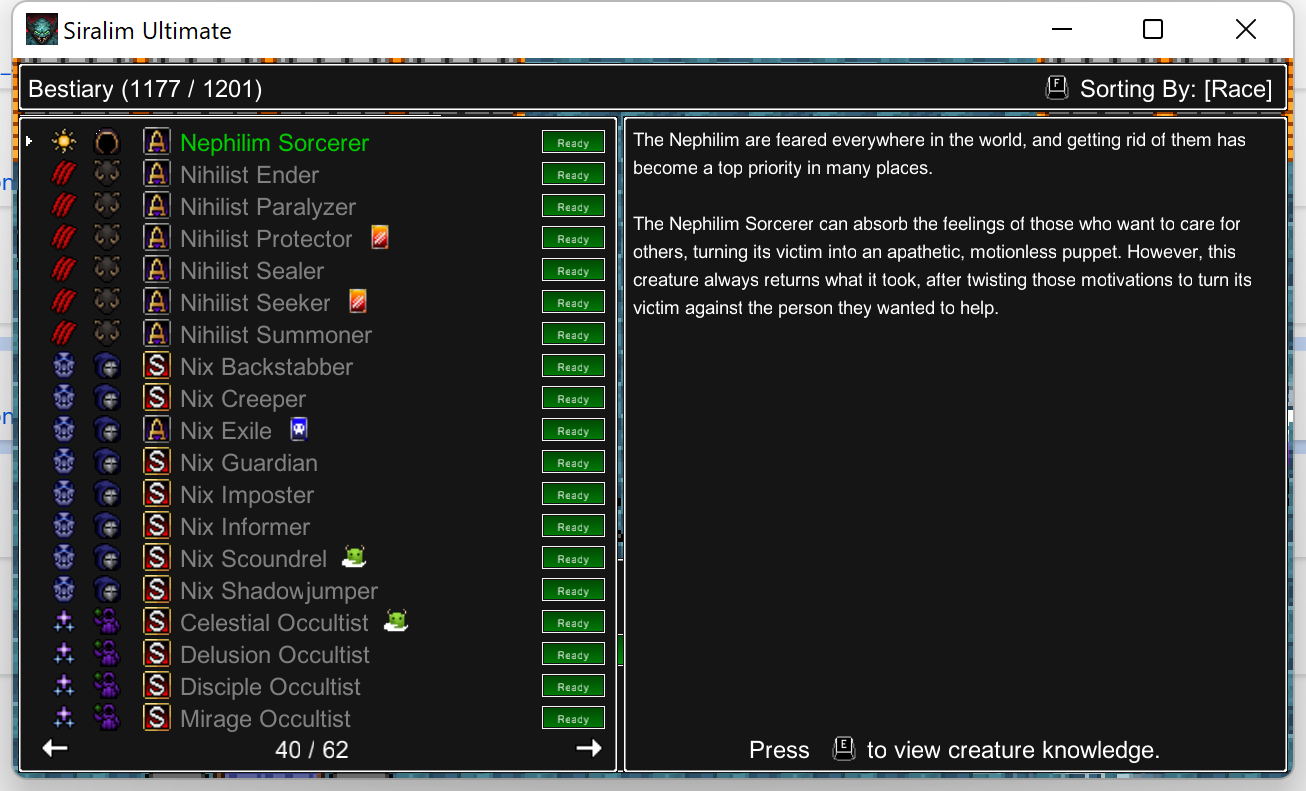 Siralim Ultimate
Bestiary (1177 / 1201)
F Sorting By: [Race]
A Nephilim Sorcerer Ready
A Nihilist Ender Ready
A Nihilist Paralyzer Ready
A Nihilist Protector Ready
A Nihilist Sealer Ready
A Nihilist Seeker Ready
A Nihilist Summoner Ready
S Nix Backstabber Ready
S Nix Creeper Ready
A Nix Exile Ready
S Nix Guardian Ready
S Nix Imposter Ready
S Nix Informer Ready
S Nix Scoundrel Ready
S Nix Shadowjumper Ready
S Celestial Occultist Ready
S Delusion Occultist Ready
S Disciple Occultist Ready
S Mirage Occultist Ready
40 / 62
The Nephilim are feared everywhere in the world, and getting rid of them has
become a top priority in many places.
The Nephilim Sorcerer can absorb the feelings of those who want to care for
others, turning its victim into an apathetic, motionless puppet. However, this
creature always returns what it took, after twisting those motivations to turn its
victim against the person they wanted to help.
Press E to view creature knowledge.